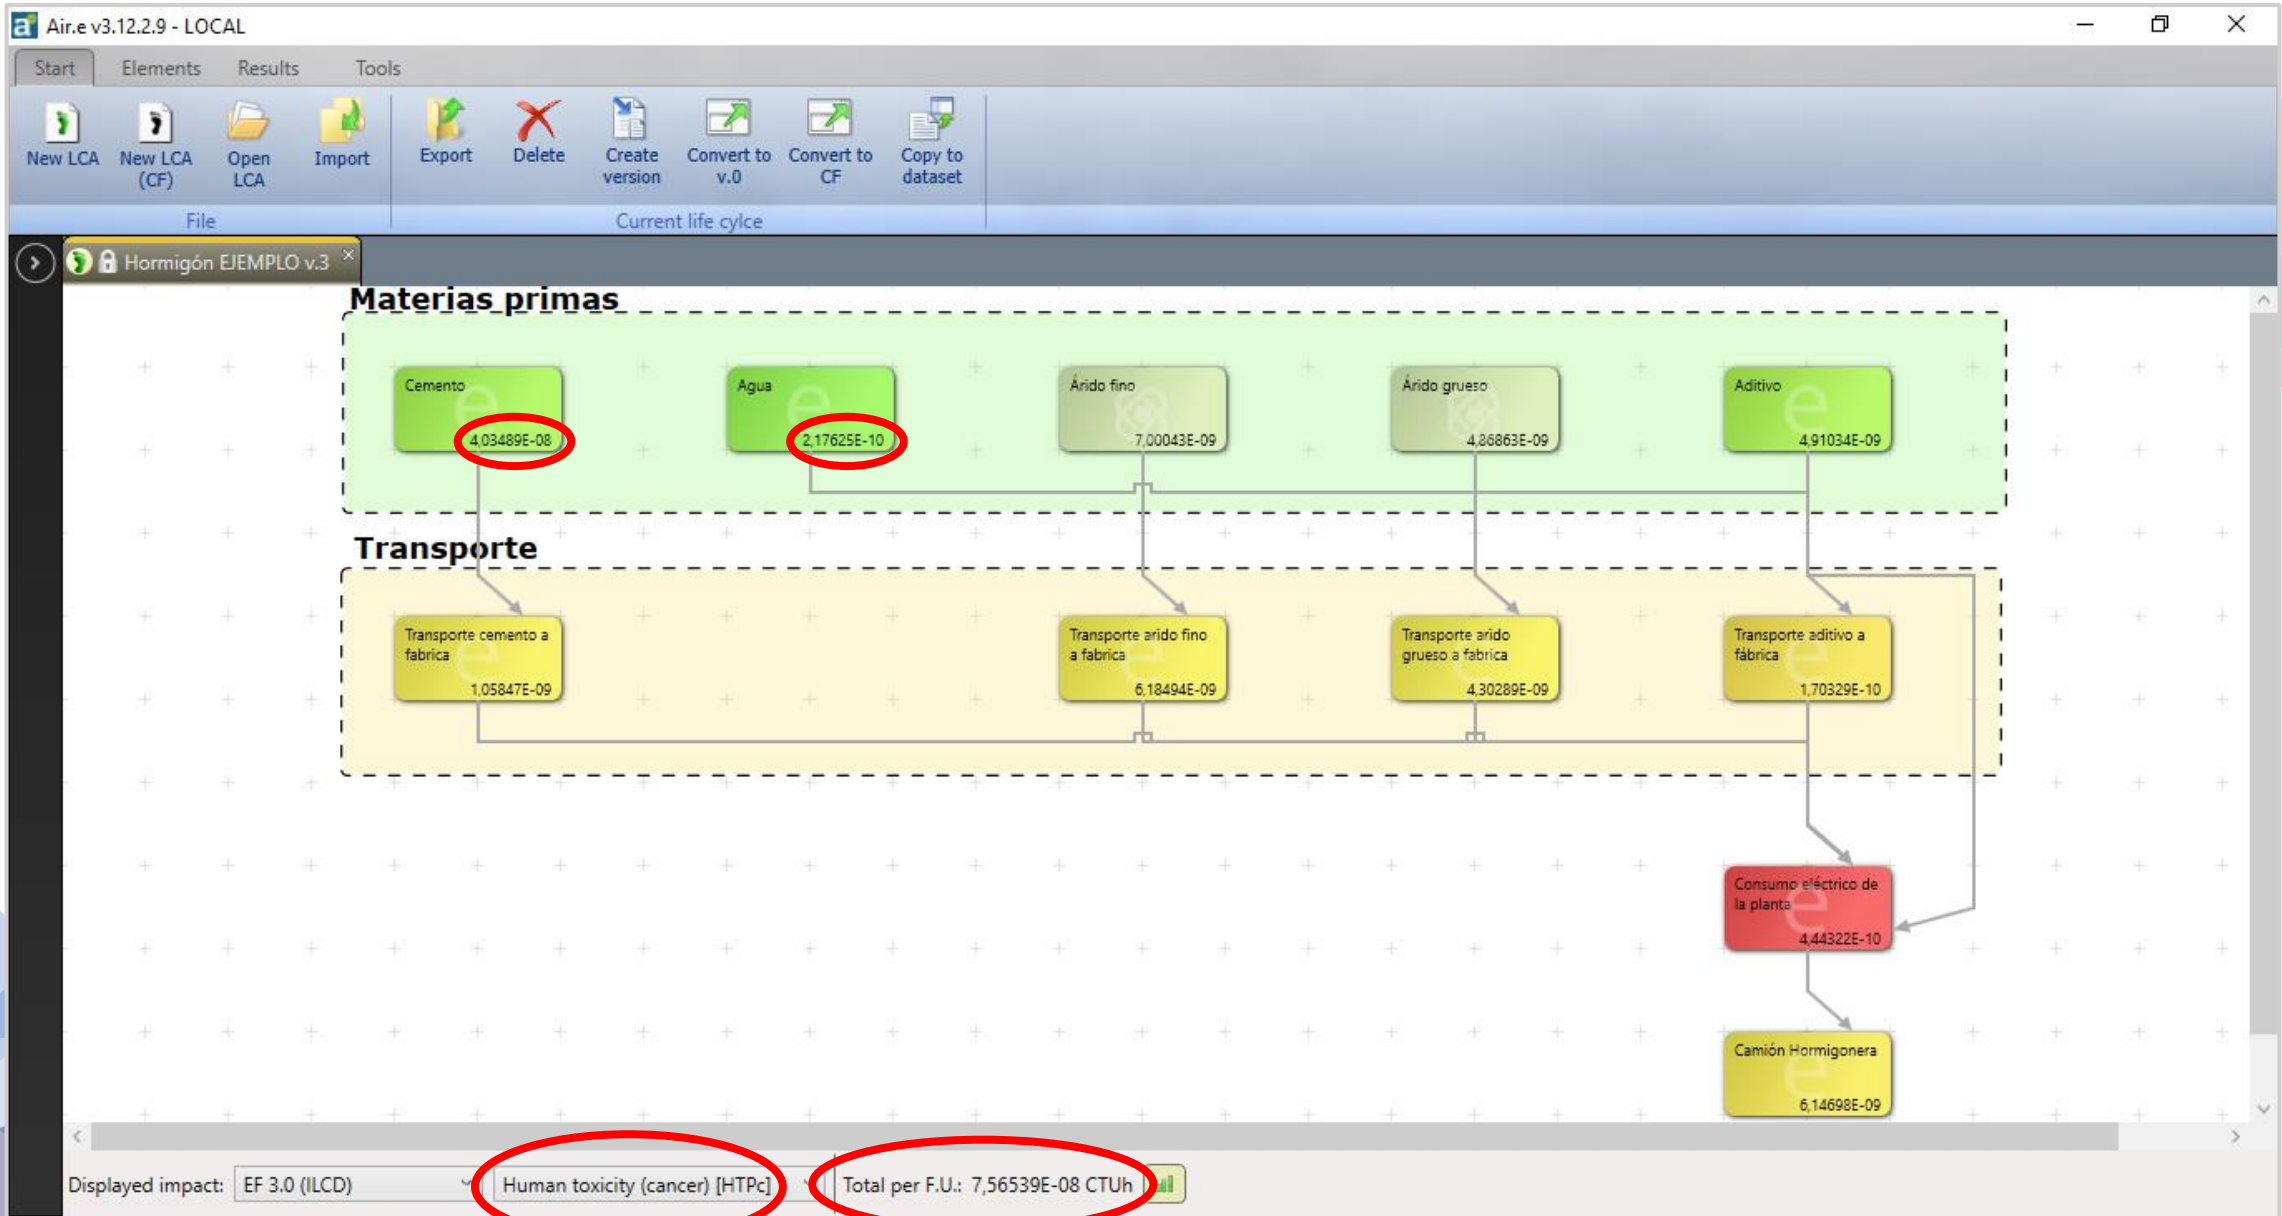 Air.e v3.12.2.9 - LOCAL
Start Elements Results Tools
New LCA New LCA (CF) Open LCA Import Export Delete Create version Convert to v.0 Convert to CF Copy to dataset
File Current life cylce
Hormigón EJEMPLO v.3
Materias primas
Cemento
4,03489E-08
Agua
2,17625E-10
Árido fino
7,00043E-09
Árido grueso
4,86863E-09
Aditivo
4,91034E-09
Transporte
Transporte cemento a
fabrica
1,05847E-09
Transporte arido fino
a fabrica
6,18494E-09
Transporte arido
grueso a fabrica
4,30289E-09
Transporte aditivo a
fábrica
1,70329E-10
Consumo eléctrico de
la planta
4,44322E-10
Camión Hormigonera
6,14698E-09
Displayed impact: EF 3.0 (ILCD) Human toxicity (cancer) [HTPc] Total per F.U.: 7,56539E-08 CTUh